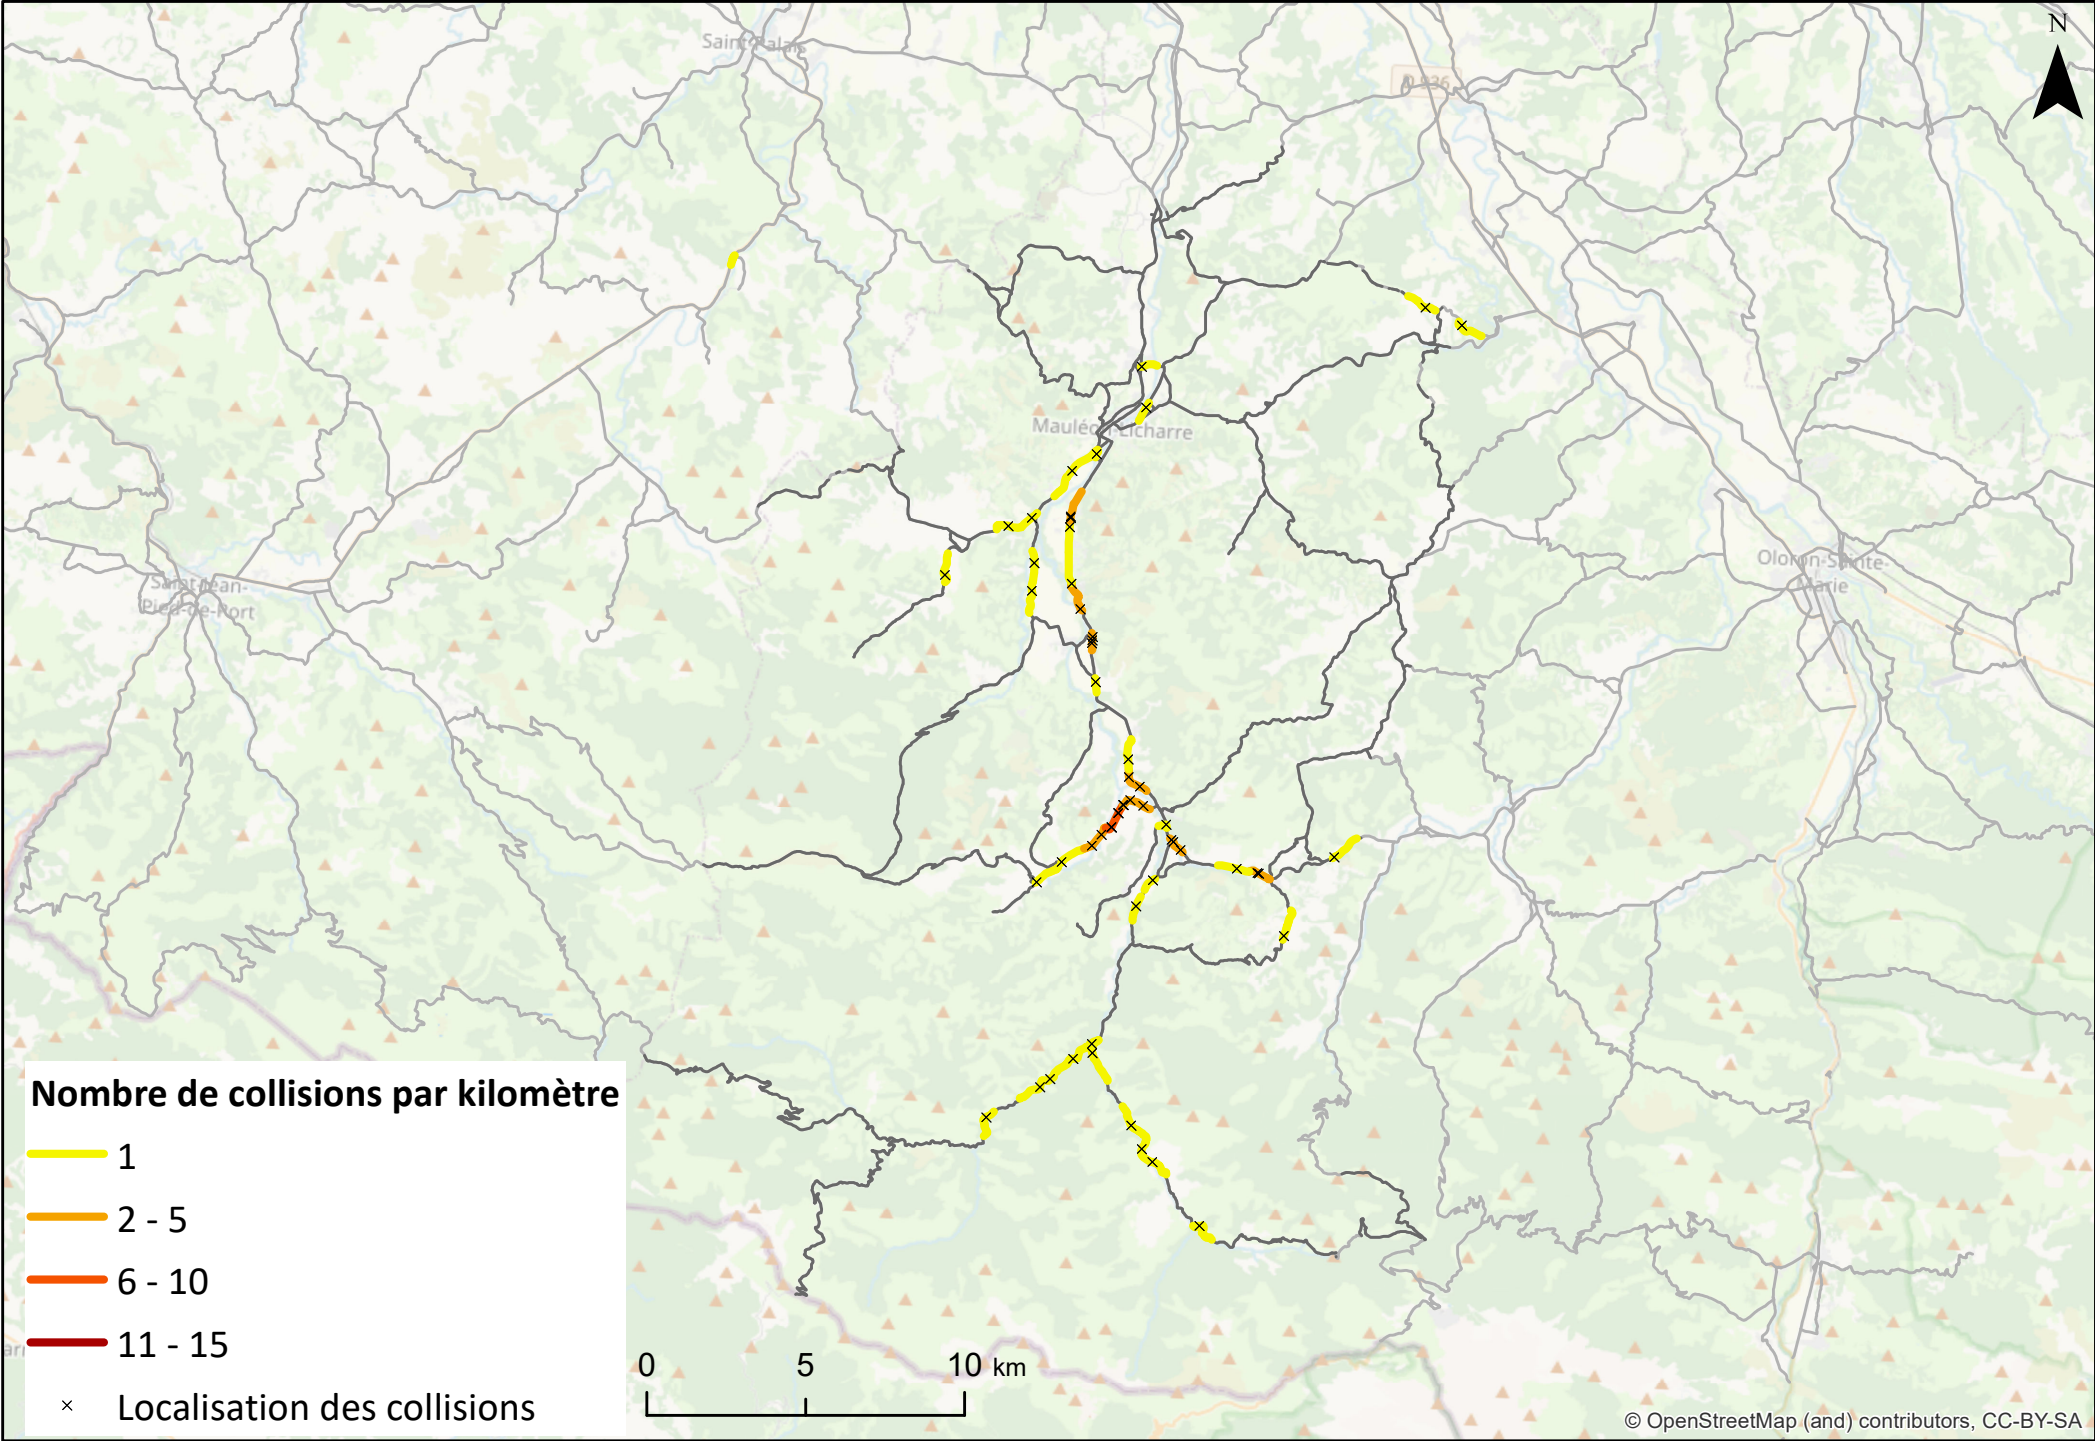 N
Saint-Palais
D 936
Mauléon-Licharre
Oloron-Sainte-
Marie
Saint-Jean-
Pied-de-Port
Nombre de collisions par kilomètre
1
2 - 5
6 - 10
11 - 15
Localisation des collisions
0 5 10 km
© OpenStreetMap (and) contributors, CC-BY-SA